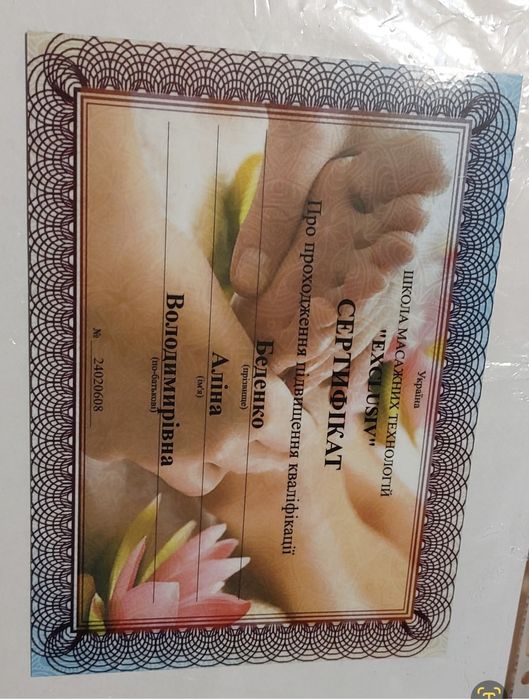 Україна
ШКОЛА МАСАЖНИХ ТЕХНОЛОГІЙ
"EXCLUSIV"
СЕРТИФІКАТ
Про проходження підвищення кваліфікації
Беденко
(прізвище)
Аліна
(ім'я)
Володимирівна
(по-батькові)
№ 24020608